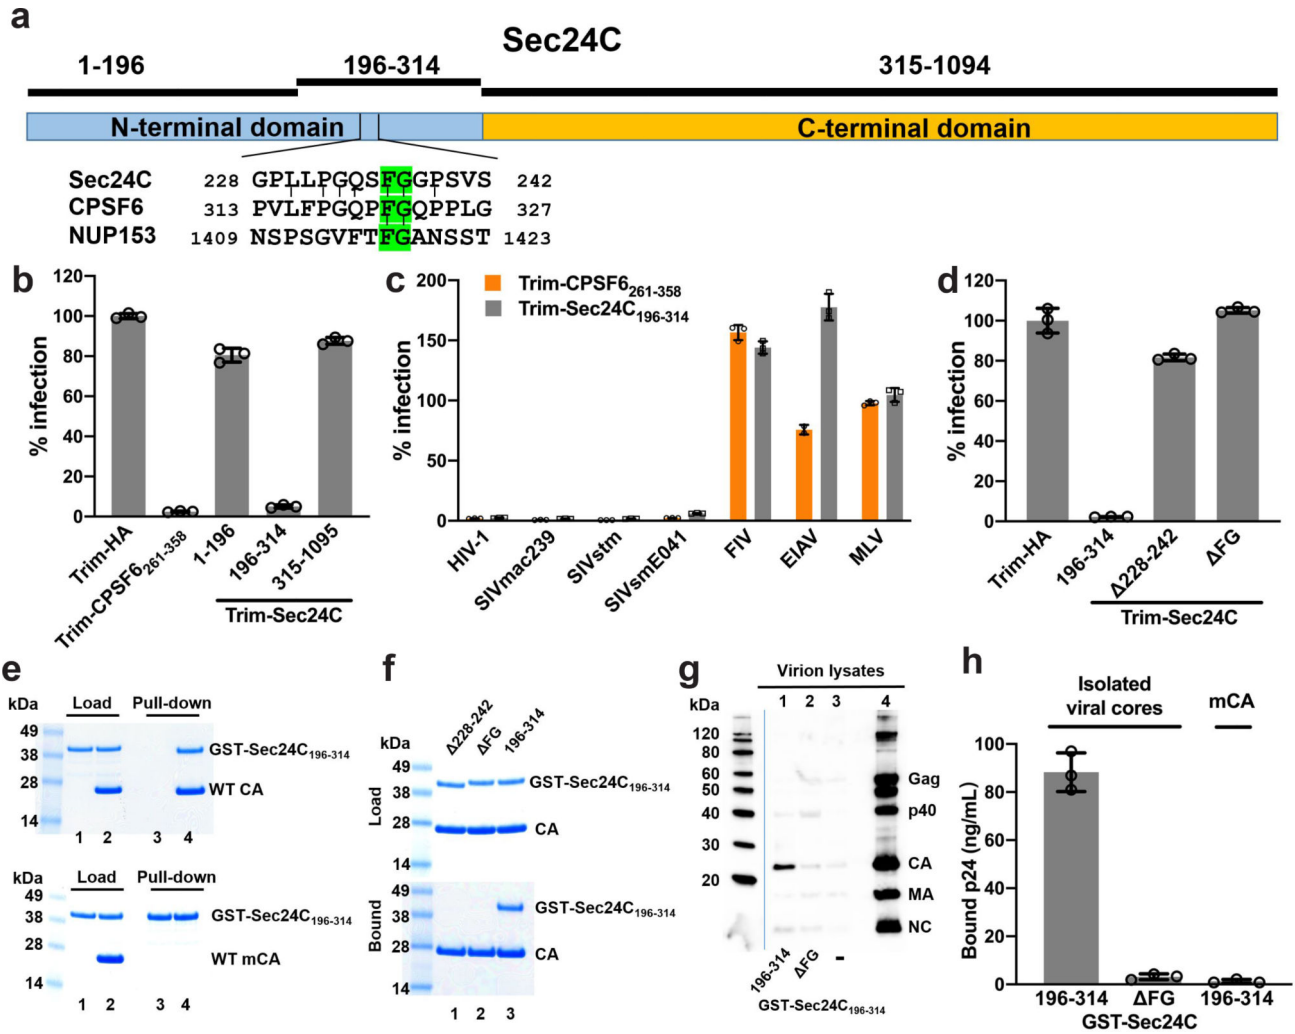 a
Sec24C
1-196
196-314
315-1094
N-terminal domain
C-terminal domain
Sec24C 228 GPLLPGQSFGGPSVS 242
CPSF6 313 PVLFPGQPFGQPPLG 327
NUP153 1409 NSPSGVFTFGANSST 1423
b
% infection
120
100
80
60
40
20
0
Trim-HA
Trim-CPSF6261-358
1-196
196-314
315-1095
Trim-Sec24C
c
% infection
200
150
100
50
0
Trim-CPSF6261-358
Trim-Sec24C196-314
HIV-1
SIVmac239
SIVstm
SIVsmE041
FIV
EIAV
MLV
d
% infection
120
100
80
60
40
20
0
Trim-HA
196-314
Δ228-242
ΔFG
Trim-Sec24C
e
kDa
Load
Pull-down
49
38
28
14
GST-Sec24C196-314
WT CA
1 2 3 4
kDa
Load
Pull-down
49
38
28
14
GST-Sec24C196-314
WT mCA
1 2 3 4
f
Δ228-242
ΔFG
196-314
kDa
Load
49
38
28
14
GST-Sec24C196-314
CA
Bound
49
38
28
14
GST-Sec24C196-314
CA
1 2 3
g
Virion lysates
kDa
1 2 3 4
120
80
60
50
40
30
20
Gag
p40
CA
MA
NC
196-314
ΔFG
-
GST-Sec24C196-314
h
Isolated
viral cores
mCA
Bound p24 (ng/mL)
100
80
60
40
20
0
196-314 ΔFG 196-314
GST-Sec24C